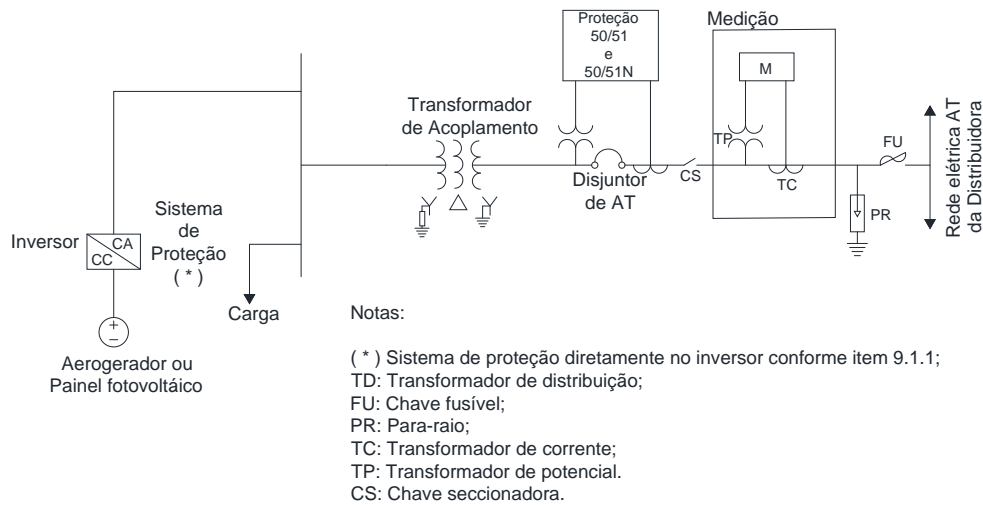 Proteção
50/51
e
50/51N
Medição
M
Transformador
de Acoplamento
TP
FU
Disjuntor
de AT
CS
TC
PR
Rede elétrica AT
da Distribuidora
Sistema
de
Proteção
( * )
Inversor
CA
CC
Carga
Aerogerador ou
Painel fotovoltáico
Notas:
( * ) Sistema de proteção diretamente no inversor conforme item 9.1.1;
TD: Transformador de distribuição;
FU: Chave fusível;
PR: Para-raio;
TC: Transformador de corrente;
TP: Transformador de potencial.
CS: Chave seccionadora.